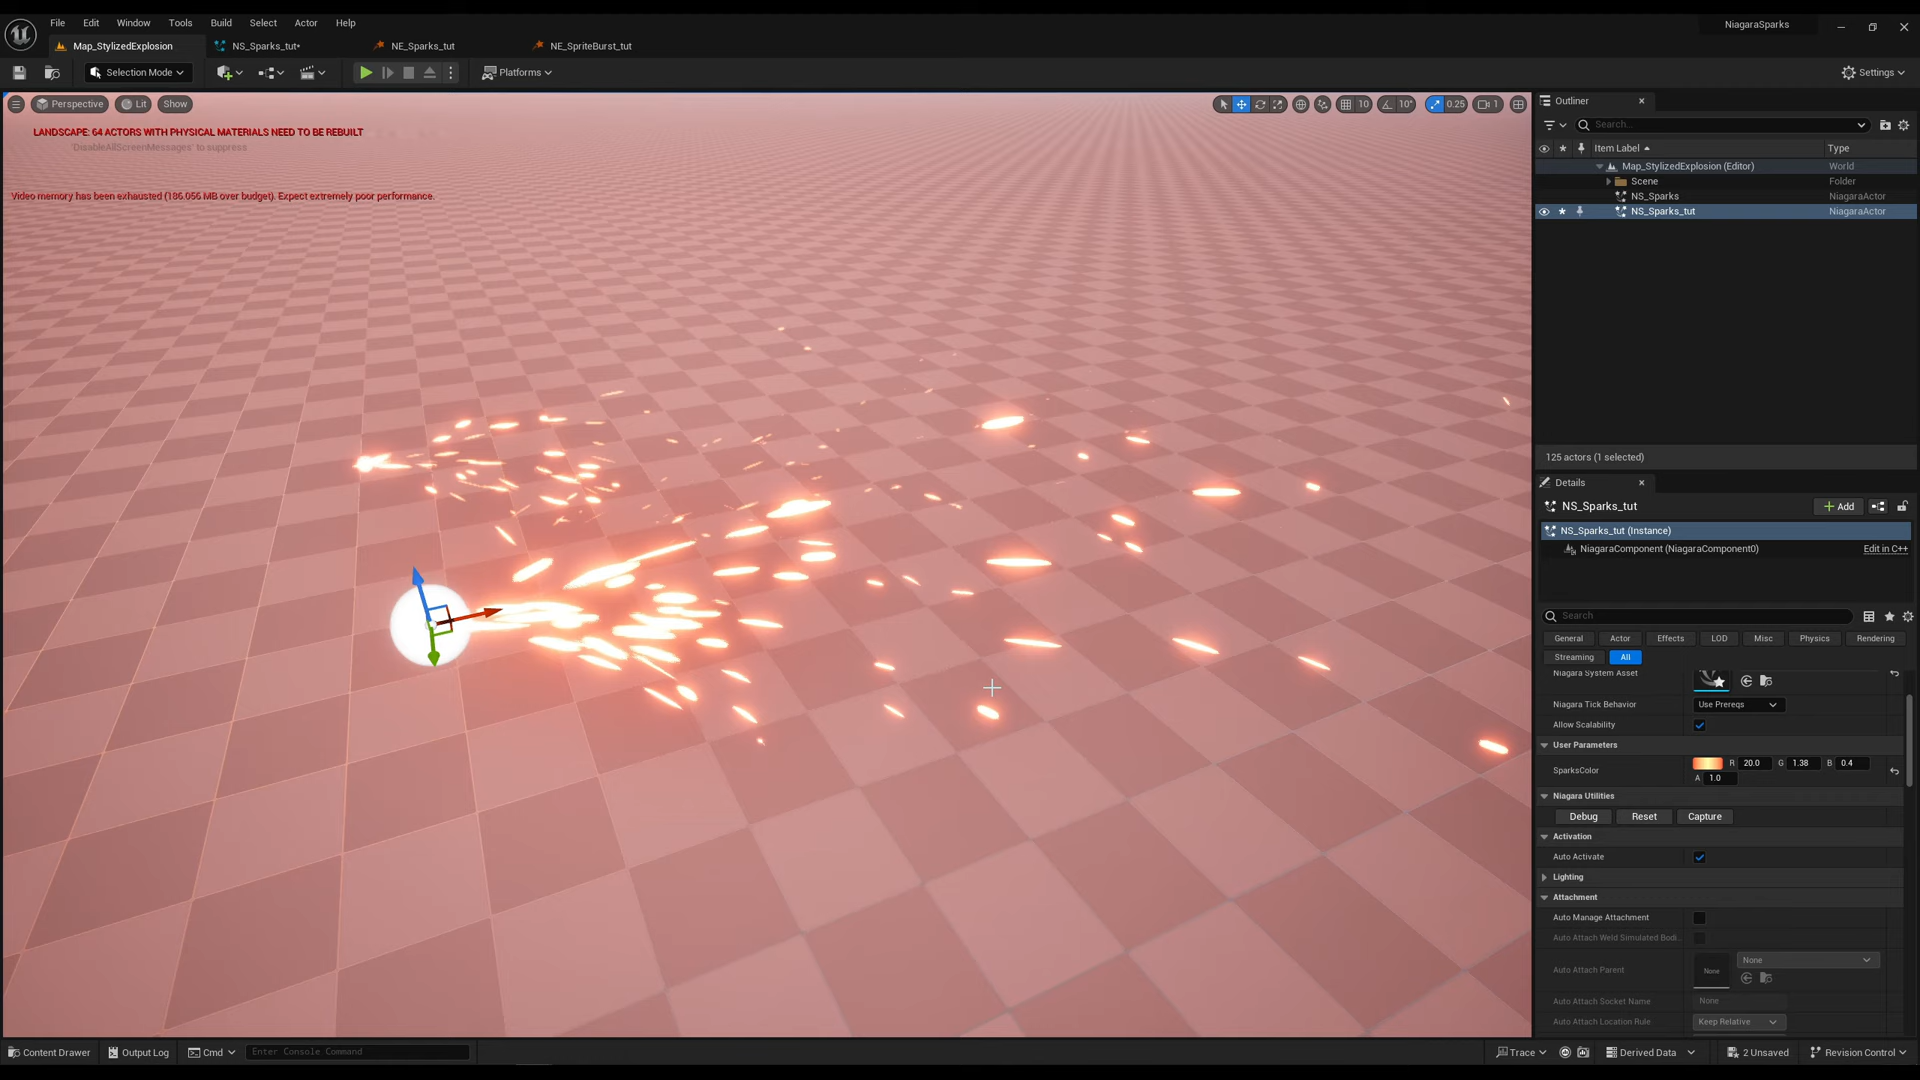 File Edit Window Tools Build Select Actor Help
NiagaraSparks
Map_StylizedExplosion NS_Sparks_tut• NE_Sparks_tut NE_SpriteBurst_tut
Selection Mode Platforms Settings
Perspective Lit Show 10 10° 0.25 1
LANDSCAPE: 64 ACTORS WITH PHYSICAL MATERIALS NEED TO BE REBUILT
'DisableAllScreenMessages' to suppress
Video memory has been exhausted (186.056 MB over budget). Expect extremely poor performance.
Outliner
Search...
Item Label Type
Map_StylizedExplosion (Editor) World
Scene Folder
NS_Sparks NiagaraActor
NS_Sparks_tut NiagaraActor
125 actors (1 selected)
Details
NS_Sparks_tut + Add
NS_Sparks_tut (Instance)
NiagaraComponent (NiagaraComponent0) Edit in C++
Search
General Actor Effects LOD Misc Physics Rendering
Streaming All
Niagara System Asset
Niagara Tick Behavior Use Prereqs
Allow Scalability
User Parameters
SparksColor R 20.0 G 1.38 B 0.4
A 1.0
Niagara Utilities
Debug Reset Capture
Activation
Auto Activate
Lighting
Attachment
Auto Manage Attachment
Auto Attach Weld Simulated Bodi...
Auto Attach Parent None None
Auto Attach Socket Name None
Auto Attach Location Rule Keep Relative
Content Drawer Output Log Cmd Enter Console Command Trace Derived Data 2 Unsaved Revision Control